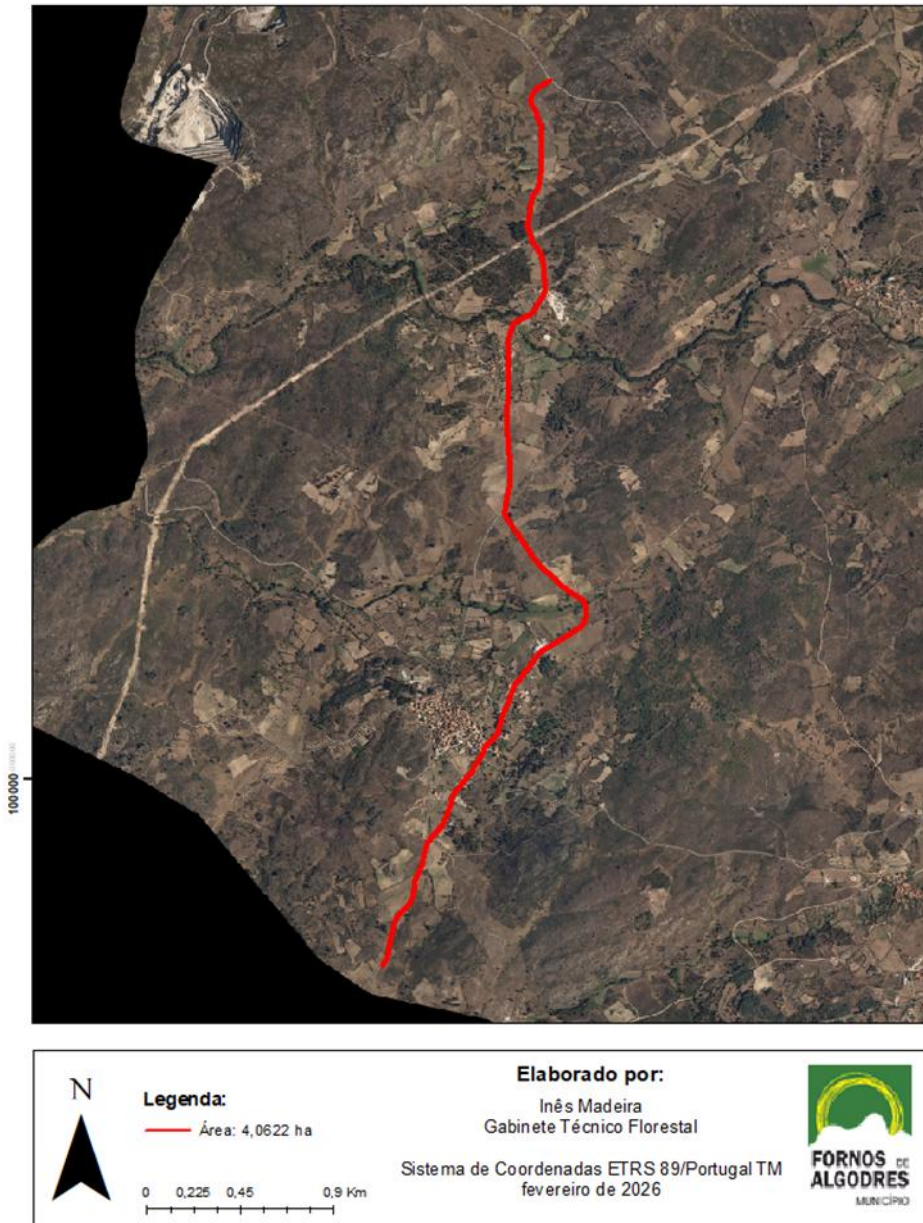 100000
N
Legenda:
Área: 4,0622 ha
0 0,225 0,45 0,9 Km
Elaborado por:
Inês Madeira
Gabinete Técnico Florestal
Sistema de Coordenadas ETRS 89/Portugal TM
fevereiro de 2026
FORNOS DE
ALGODRES
MUNICÍPIO